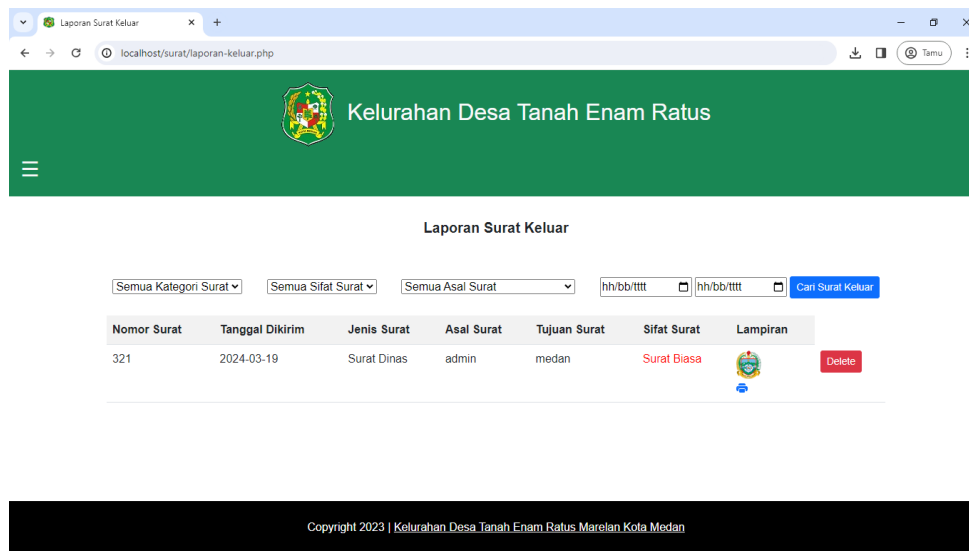 Laporan Surat Keluar
localhost/surat/laporan-keluar.php
Tamu
Kelurahan Desa Tanah Enam Ratus
Laporan Surat Keluar
Semua Kategori Surat Semua Sifat Surat Semua Asal Surat hh/bb/tttt hh/bb/tttt Cari Surat Keluar
Nomor Surat Tanggal Dikirim Jenis Surat Asal Surat Tujuan Surat Sifat Surat Lampiran
321 2024-03-19 Surat Dinas admin medan Surat Biasa Delete
Copyright 2023 | Kelurahan Desa Tanah Enam Ratus Marelan Kota Medan